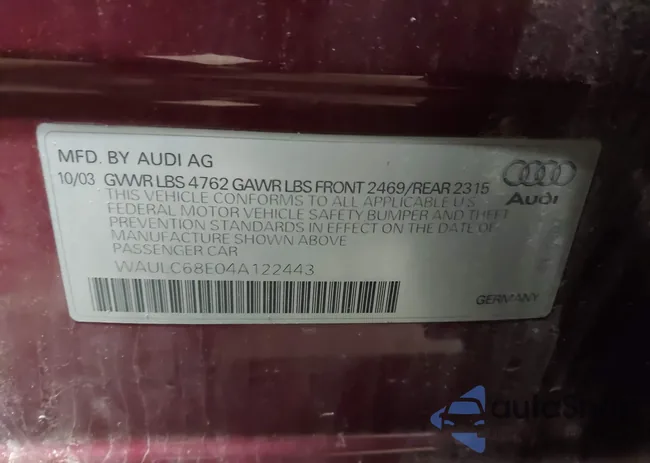 MFD. BY AUDI AG
10/03 GVWR LBS 4762 GAWR LBS FRONT 2469/REAR 2315
THIS VEHICLE CONFORMS TO ALL APPLICABLE U.S.
FEDERAL MOTOR VEHICLE SAFETY BUMPER AND THEFT
PREVENTION STANDARDS IN EFFECT ON THE DATE OF
MANUFACTURE SHOWN ABOVE
PASSENGER CAR
Audi
WAULC68E04A122443
GERMANY